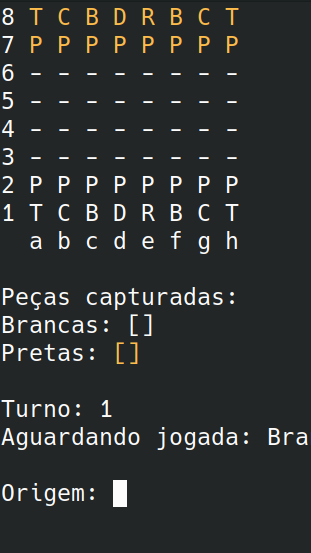 8 T C B D R B C T
7 P P P P P P P P
6 - - - - - - - -
5 - - - - - - - -
4 - - - - - - - -
3 - - - - - - - -
2 P P P P P P P P
1 T C B D R B C T
a b c d e f g h
Peças capturadas:
Brancas: []
Pretas: []
Turno: 1
Aguardando jogada: Bra
Origem: